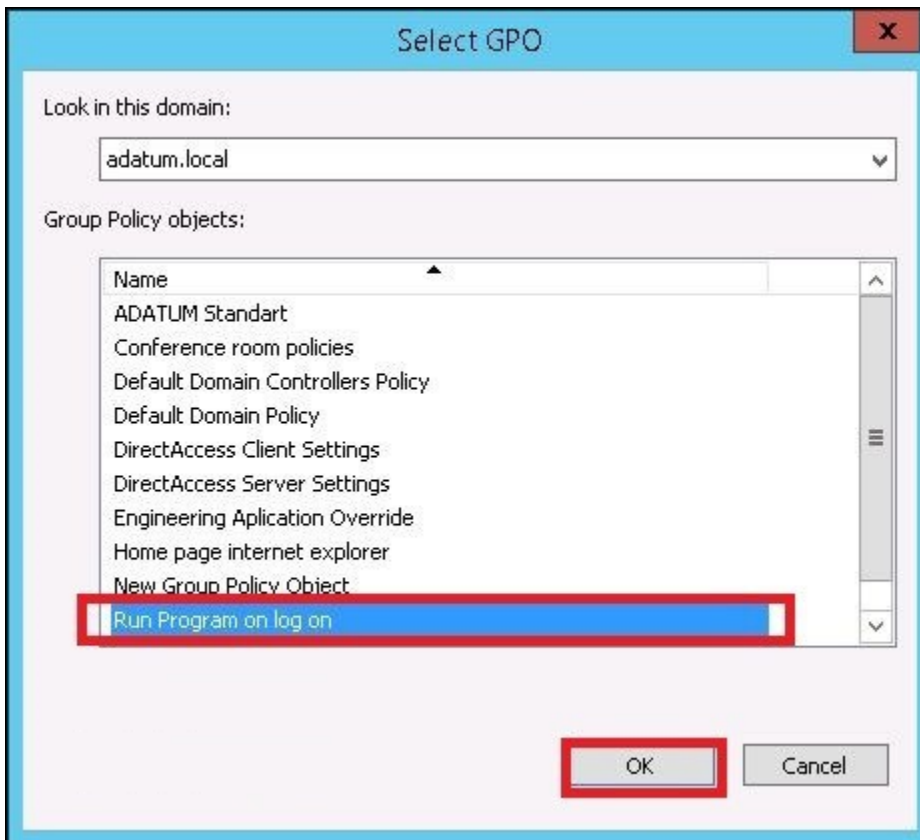 Select GPO
x
Look in this domain:
adatum.local
Group Policy objects:
Name
ADATUM Standart
Conference room policies
Default Domain Controllers Policy
Default Domain Policy
DirectAccess Client Settings
DirectAccess Server Settings
Engineering Aplication Override
Home page internet explorer
New Group Policy Object
Run Program on log on
OK Cancel